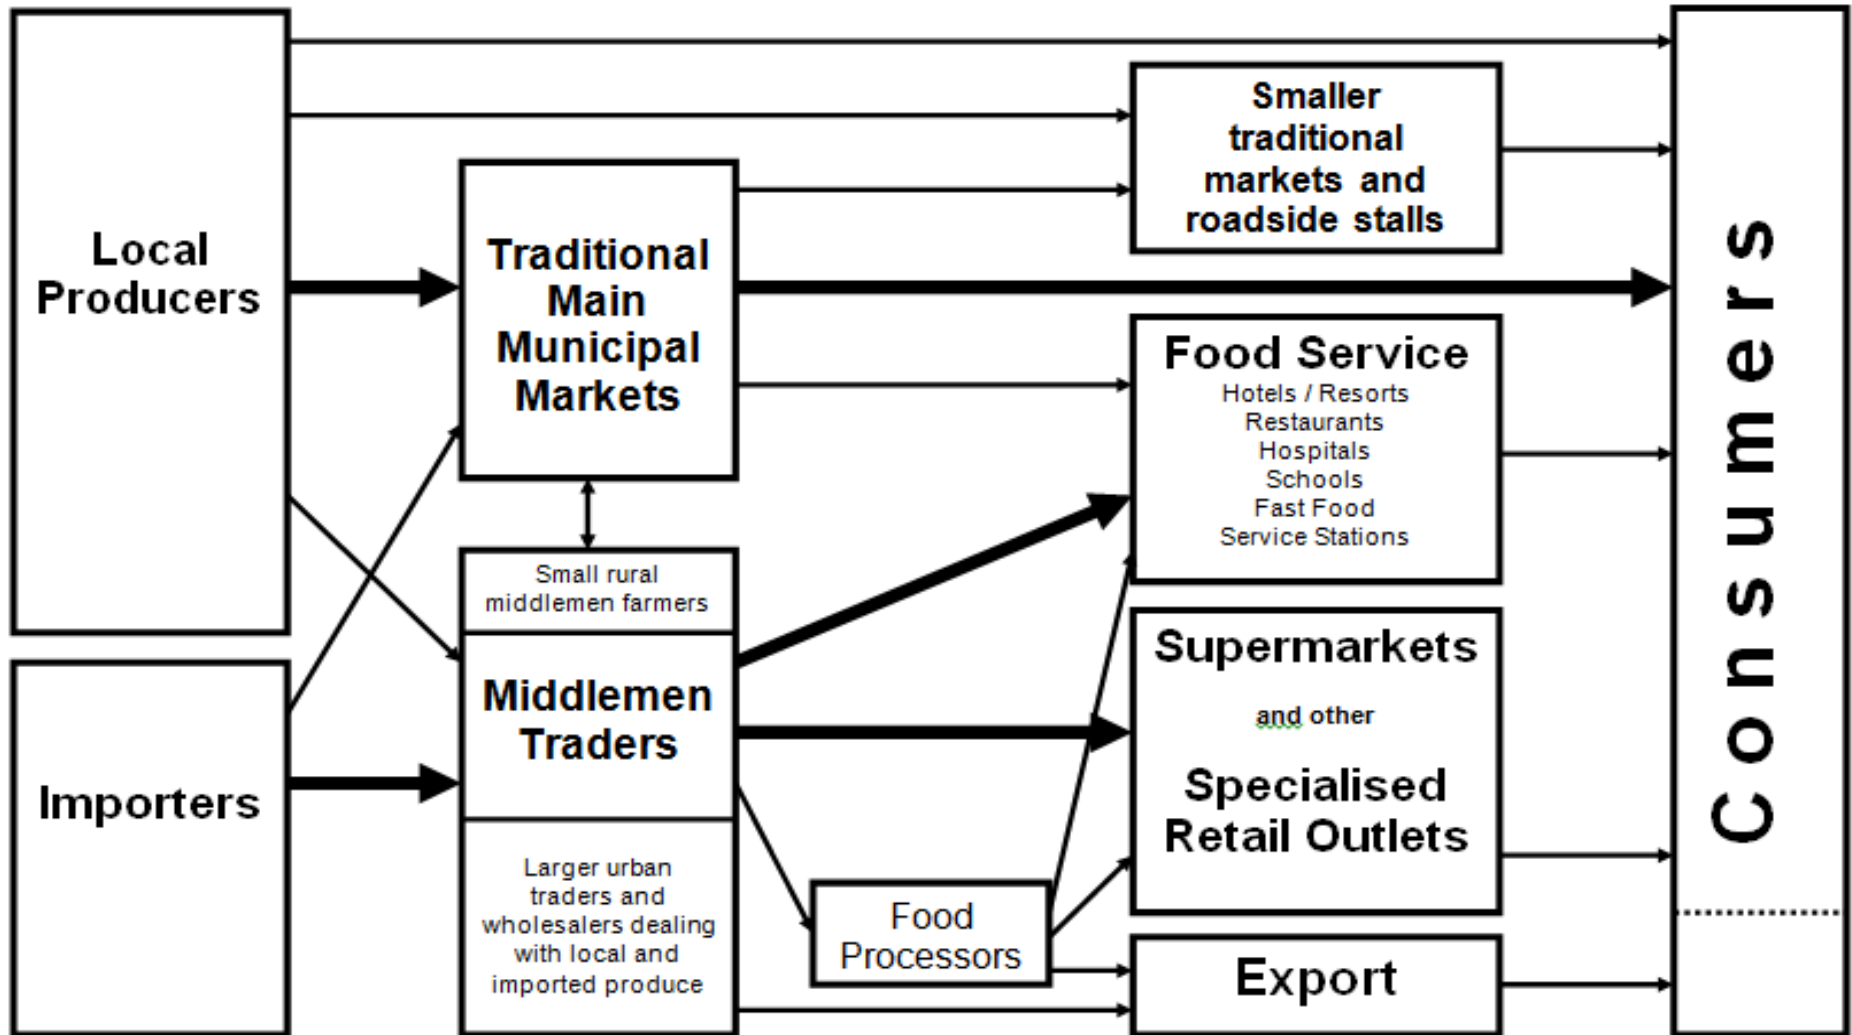 Local
Producers
Importers
Traditional
Main
Municipal
Markets
Small rural
middlemen farmers
Middlemen
Traders
Larger urban
traders and
wholesalers dealing
with local and
imported produce
Food
Processors
Smaller
traditional
markets and
roadside stalls
Food Service
Hotels / Resorts
Restaurants
Hospitals
Schools
Fast Food
Service Stations
Supermarkets
and other
Specialised
Retail Outlets
Export
Consumers